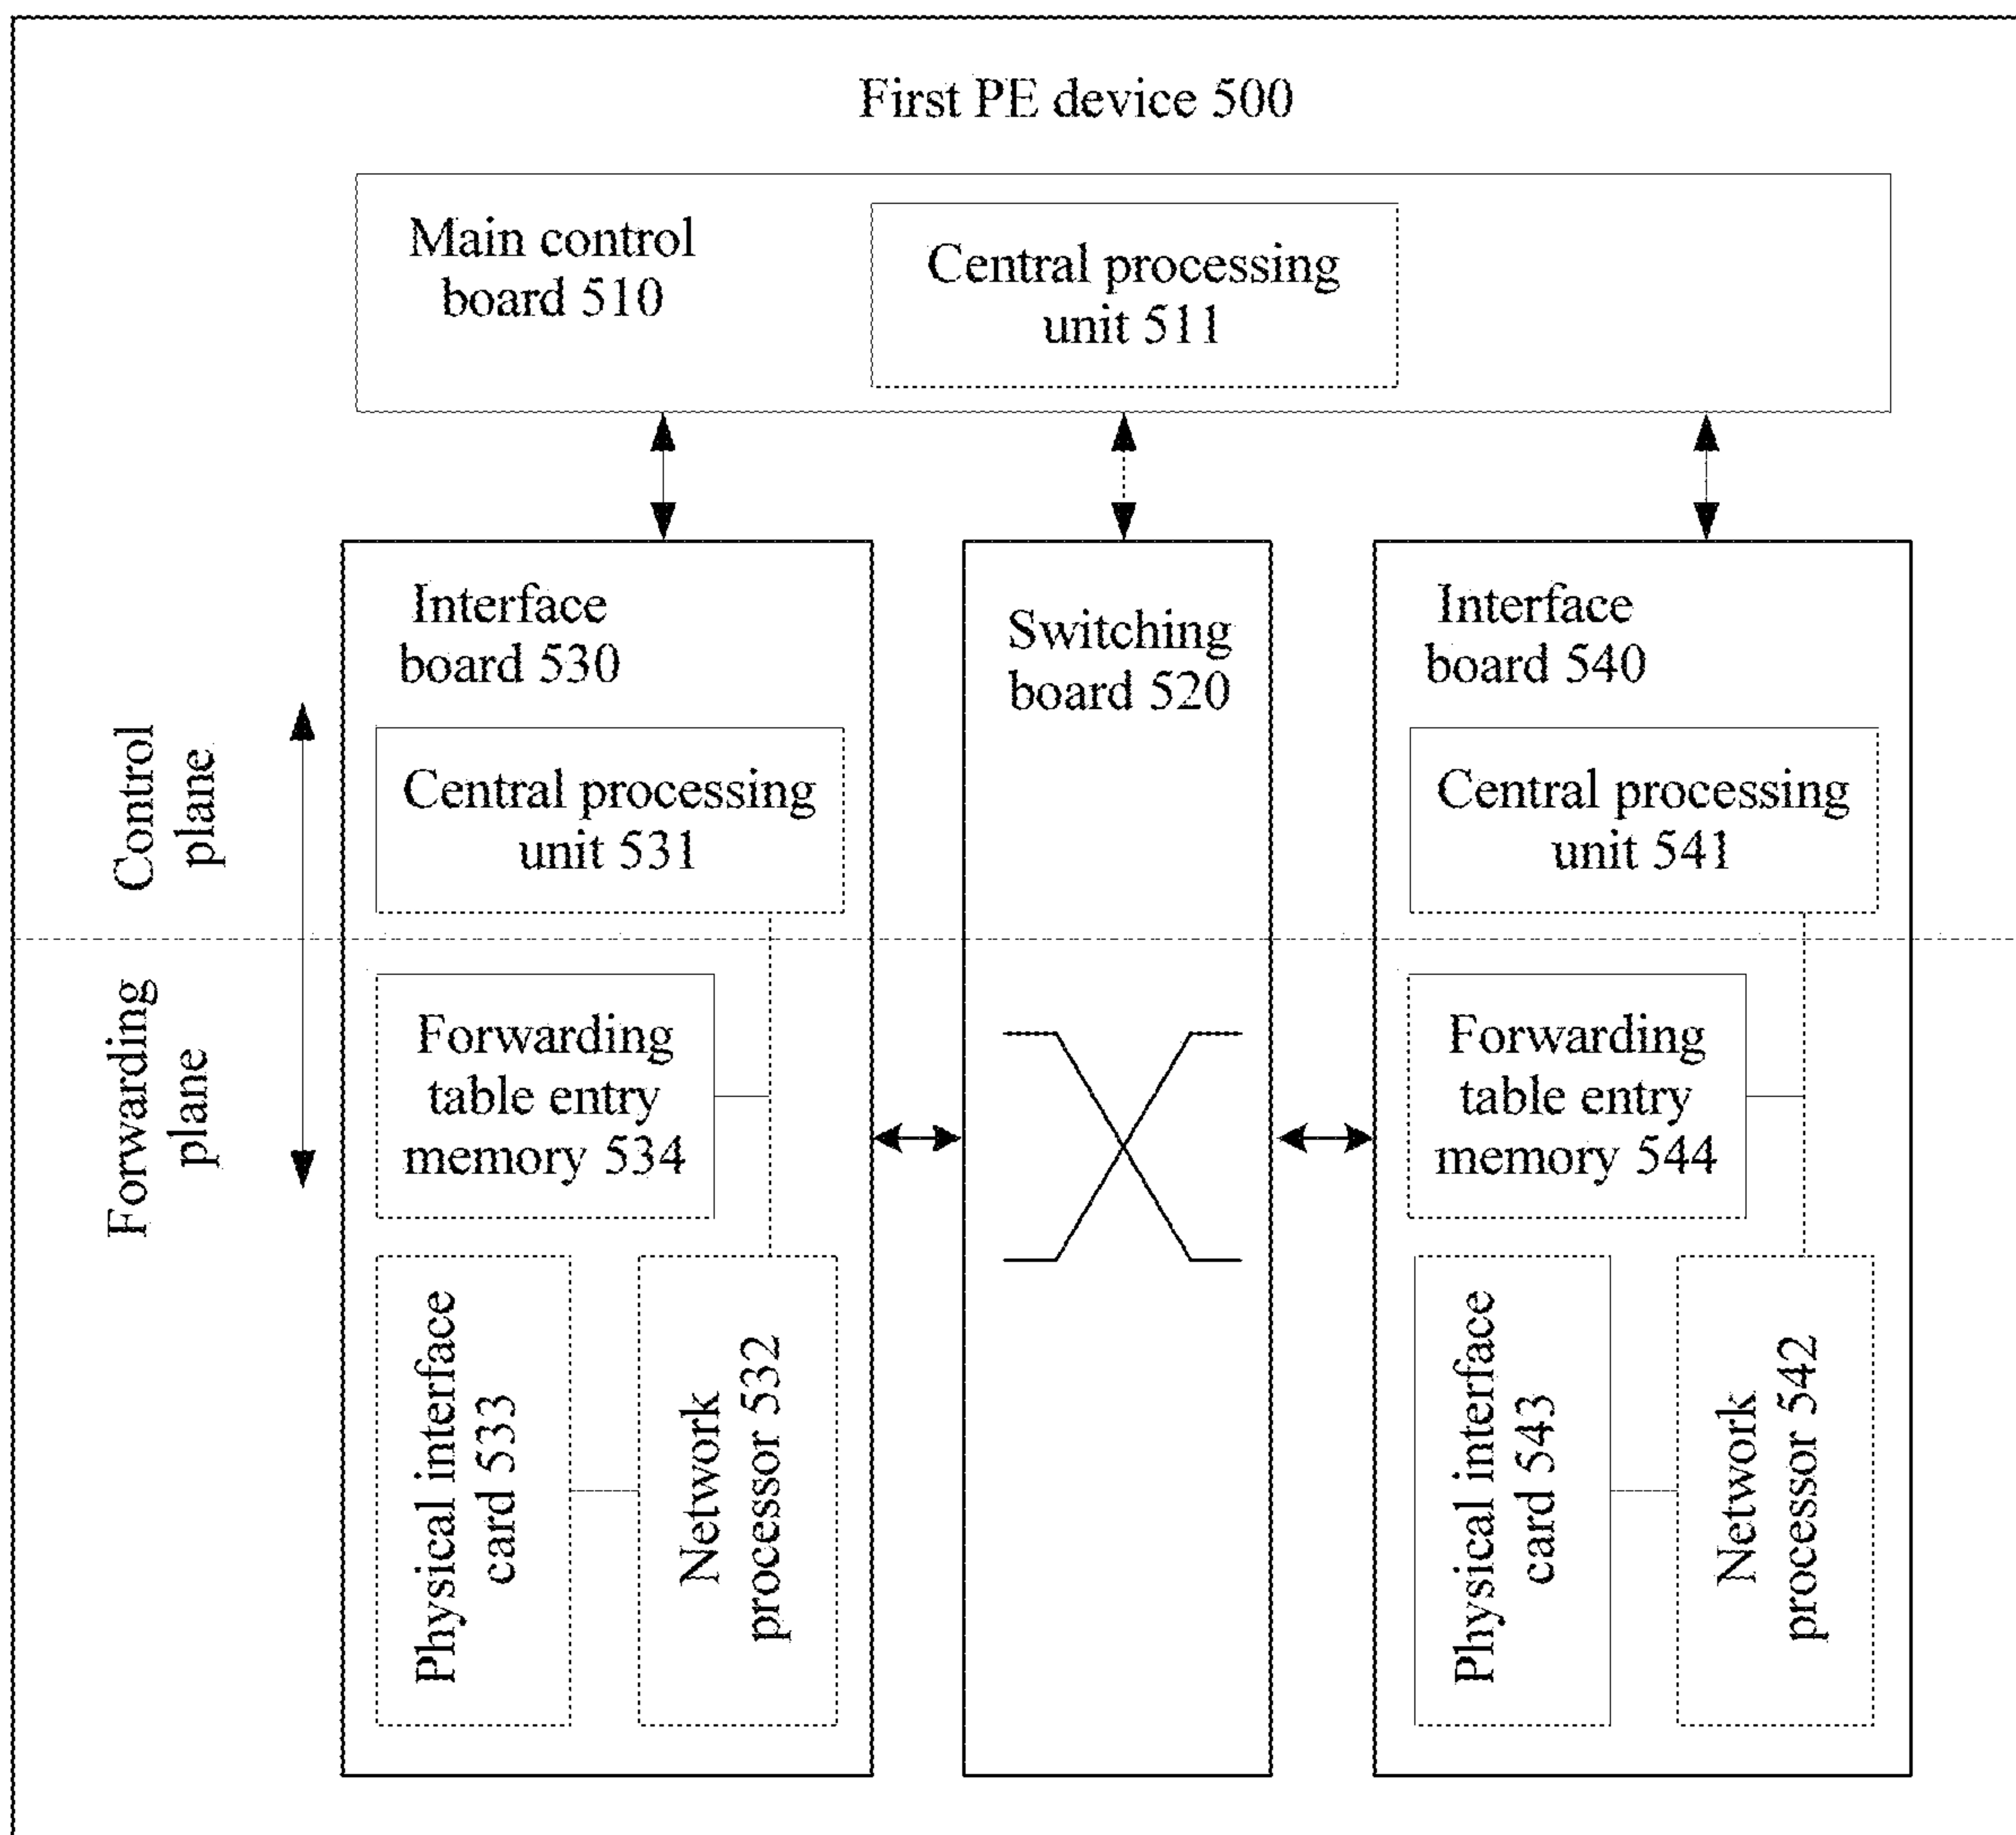 First PE device 500
Main control
board 510
Central processing
unit 511
Interface
board 530
Switching
board 520
Interface
board 540
Control
plane
Central processing
unit 531
Central processing
unit 541
Forwarding
plane
Forwarding
table entry
memory 534
Forwarding
table entry
memory 544
Physical interface
card 533
Network
processor 532
Physical interface
card 543
Network
processor 542